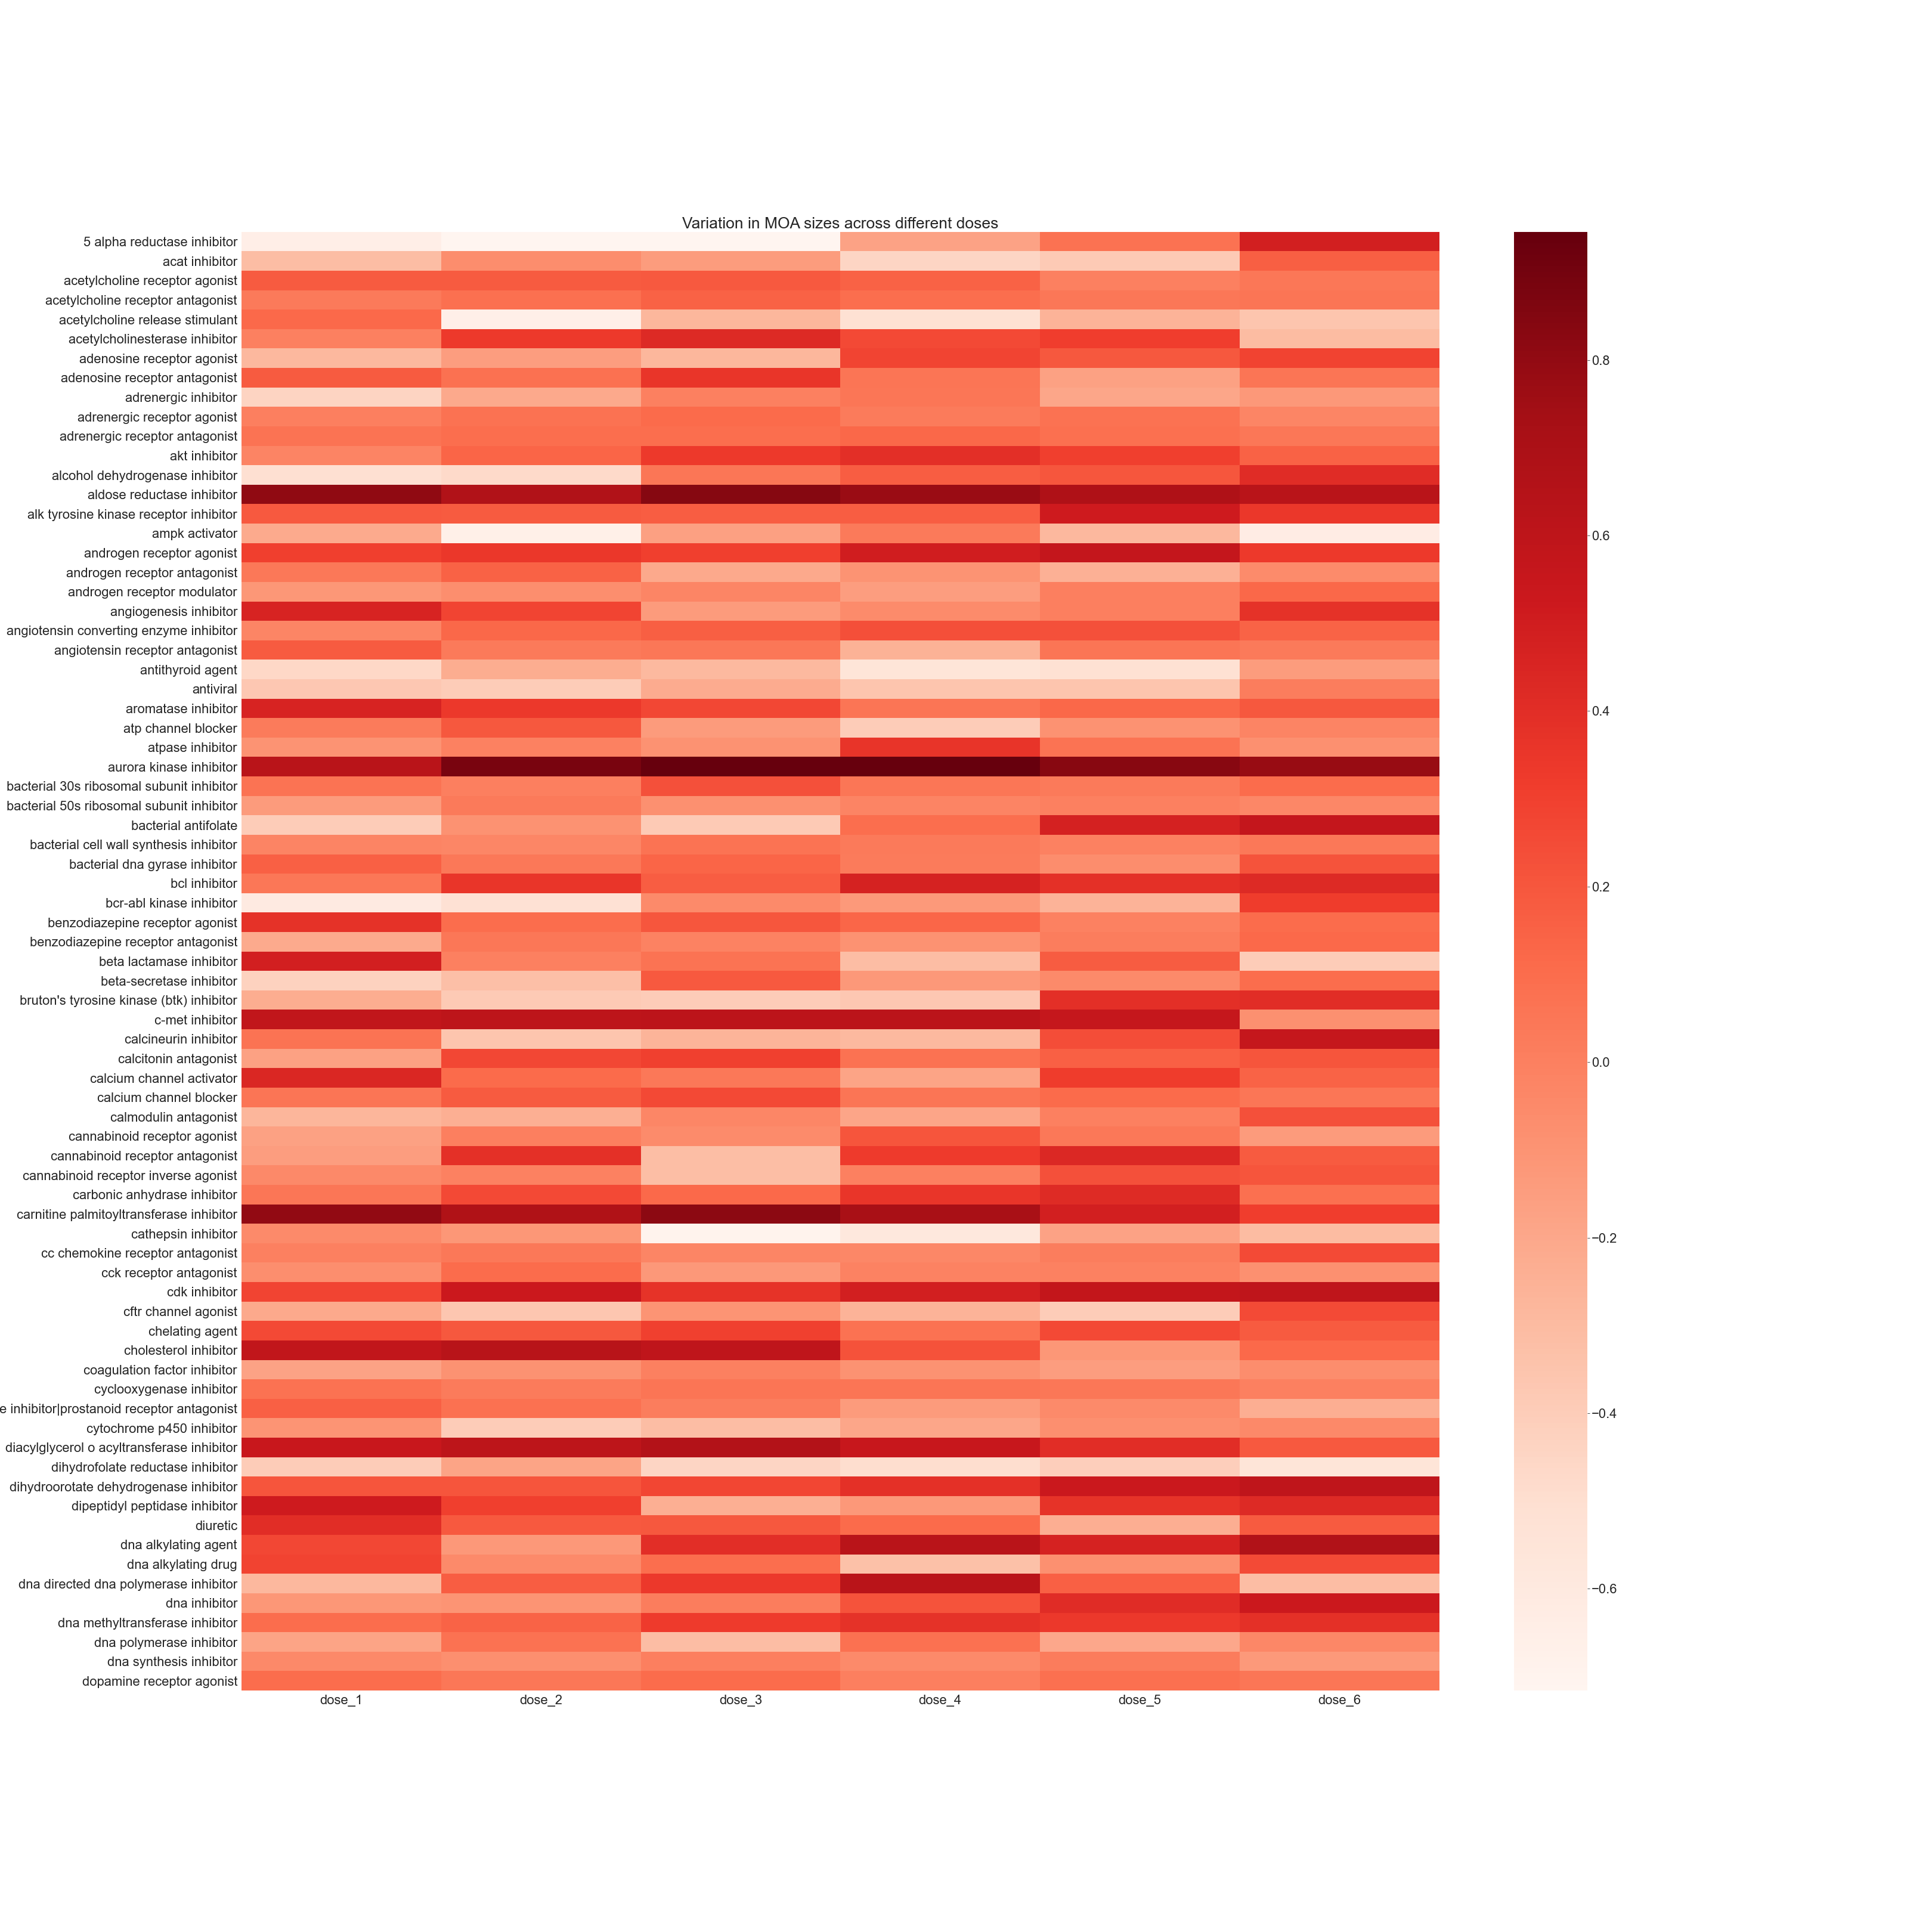 Variation in MOA sizes across different doses
5 alpha reductase inhibitor
acat inhibitor
acetylcholine receptor agonist
acetylcholine receptor antagonist
acetylcholine release stimulant
acetylcholinesterase inhibitor
adenosine receptor agonist
adenosine receptor antagonist
adrenergic inhibitor
adrenergic receptor agonist
adrenergic receptor antagonist
akt inhibitor
alcohol dehydrogenase inhibitor
aldose reductase inhibitor
alk tyrosine kinase receptor inhibitor
ampk activator
androgen receptor agonist
androgen receptor antagonist
androgen receptor modulator
angiogenesis inhibitor
angiotensin converting enzyme inhibitor
angiotensin receptor antagonist
antithyroid agent
antiviral
aromatase inhibitor
atp channel blocker
atpase inhibitor
aurora kinase inhibitor
bacterial 30s ribosomal subunit inhibitor
bacterial 50s ribosomal subunit inhibitor
bacterial antifolate
bacterial cell wall synthesis inhibitor
bacterial dna gyrase inhibitor
bcl inhibitor
bcr-abl kinase inhibitor
benzodiazepine receptor agonist
benzodiazepine receptor antagonist
beta lactamase inhibitor
beta-secretase inhibitor
bruton's tyrosine kinase (btk) inhibitor
c-met inhibitor
calcineurin inhibitor
calcitonin antagonist
calcium channel activator
calcium channel blocker
calmodulin antagonist
cannabinoid receptor agonist
cannabinoid receptor antagonist
cannabinoid receptor inverse agonist
carbonic anhydrase inhibitor
carnitine palmitoyltransferase inhibitor
cathepsin inhibitor
cc chemokine receptor antagonist
cck receptor antagonist
cdk inhibitor
cftr channel agonist
chelating agent
cholesterol inhibitor
coagulation factor inhibitor
cyclooxygenase inhibitor
e inhibitor|prostanoid receptor antagonist
cytochrome p450 inhibitor
diacylglycerol o acyltransferase inhibitor
dihydrofolate reductase inhibitor
dihydroorotate dehydrogenase inhibitor
dipeptidyl peptidase inhibitor
diuretic
dna alkylating agent
dna alkylating drug
dna directed dna polymerase inhibitor
dna inhibitor
dna methyltransferase inhibitor
dna polymerase inhibitor
dna synthesis inhibitor
dopamine receptor agonist
dose_1 dose_2 dose_3 dose_4 dose_5 dose_6
0.8
0.6
0.4
0.2
0.0
−0.2
−0.4
−0.6